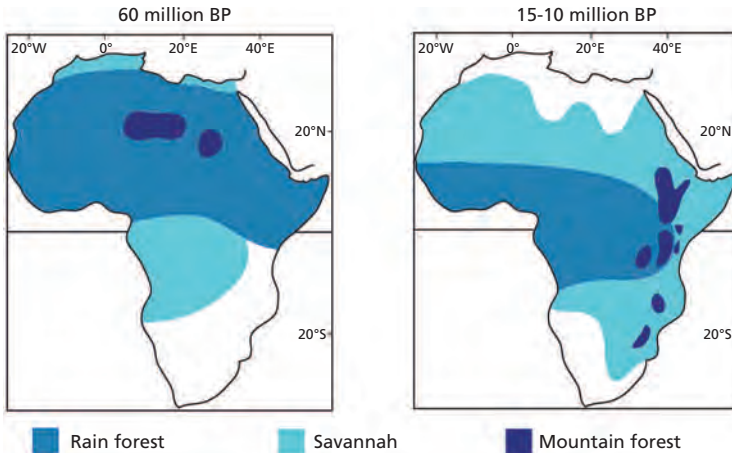 60 million BP
15-10 million BP
20°W 0° 20°E 40°E
20°W 0° 20°E 40°E
20°N
20°N
20°S
20°S
Rain forest
Savannah
Mountain forest